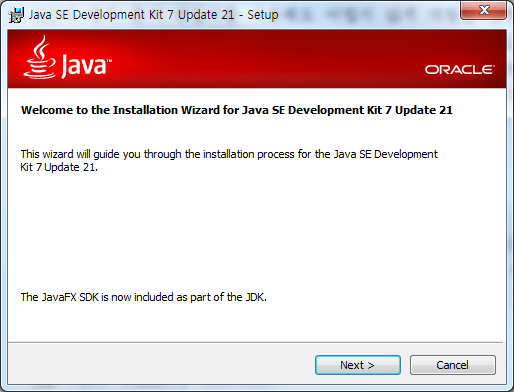 Java SE Development Kit 7 Update 21 - Setup
Java™
ORACLE
Welcome to the Installation Wizard for Java SE Development Kit 7 Update 21
This wizard will guide you through the installation process for the Java SE Development
Kit 7 Update 21.
The JavaFX SDK is now included as part of the JDK.
Next >
Cancel